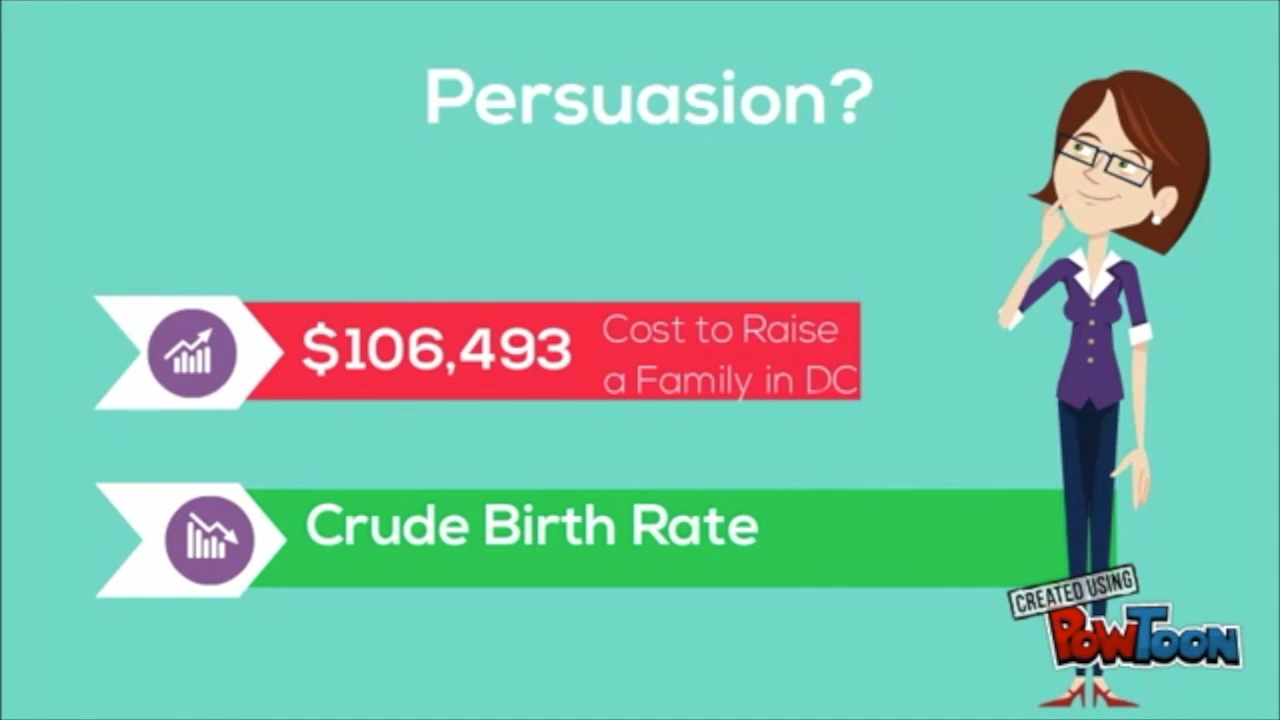 Persuasion?
$106,493
Cost to Raise
a Family in DC
Crude Birth Rate
CREATED USING
POWTOON